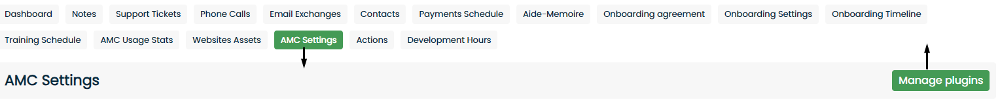 Dashboard Notes Support Tickets Phone Calls Email Exchanges Contacts Payments Schedule Aide-Memoire Onboarding agreement Onboarding Settings Onboarding Timeline
Training Schedule AMC Usage Stats Websites Assets AMC Settings Actions Development Hours
AMC Settings Manage plugins